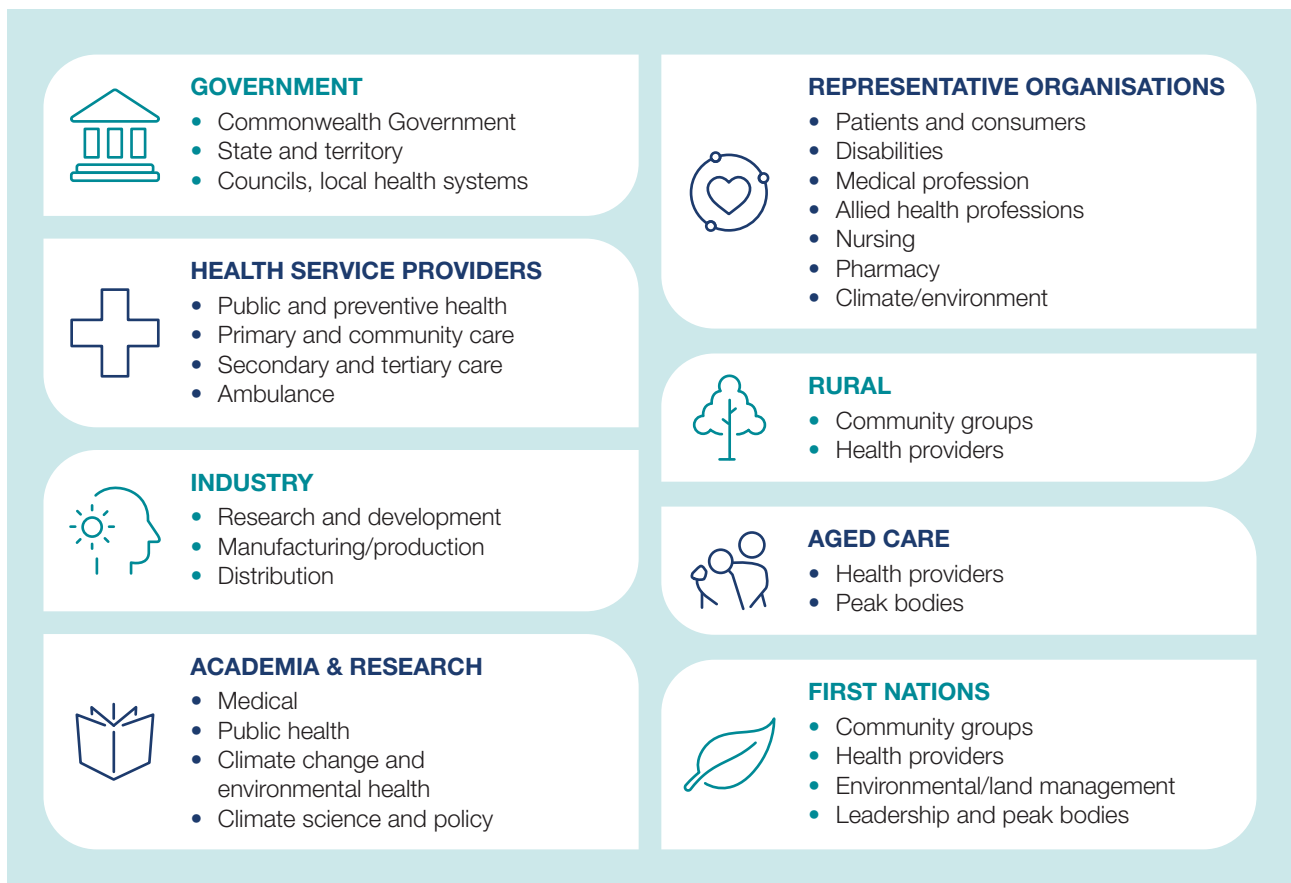 GOVERNMENT
• Commonwealth Government
• State and territory
• Councils, local health systems
HEALTH SERVICE PROVIDERS
• Public and preventive health
• Primary and community care
• Secondary and tertiary care
• Ambulance
INDUSTRY
• Research and development
• Manufacturing/production
• Distribution
ACADEMIA & RESEARCH
• Medical
• Public health
• Climate change and
environmental health
• Climate science and policy
REPRESENTATIVE ORGANISATIONS
• Patients and consumers
• Disabilities
• Medical profession
• Allied health professions
• Nursing
• Pharmacy
• Climate/environment
RURAL
• Community groups
• Health providers
AGED CARE
• Health providers
• Peak bodies
FIRST NATIONS
• Community groups
• Health providers
• Environmental/land management
• Leadership and peak bodies